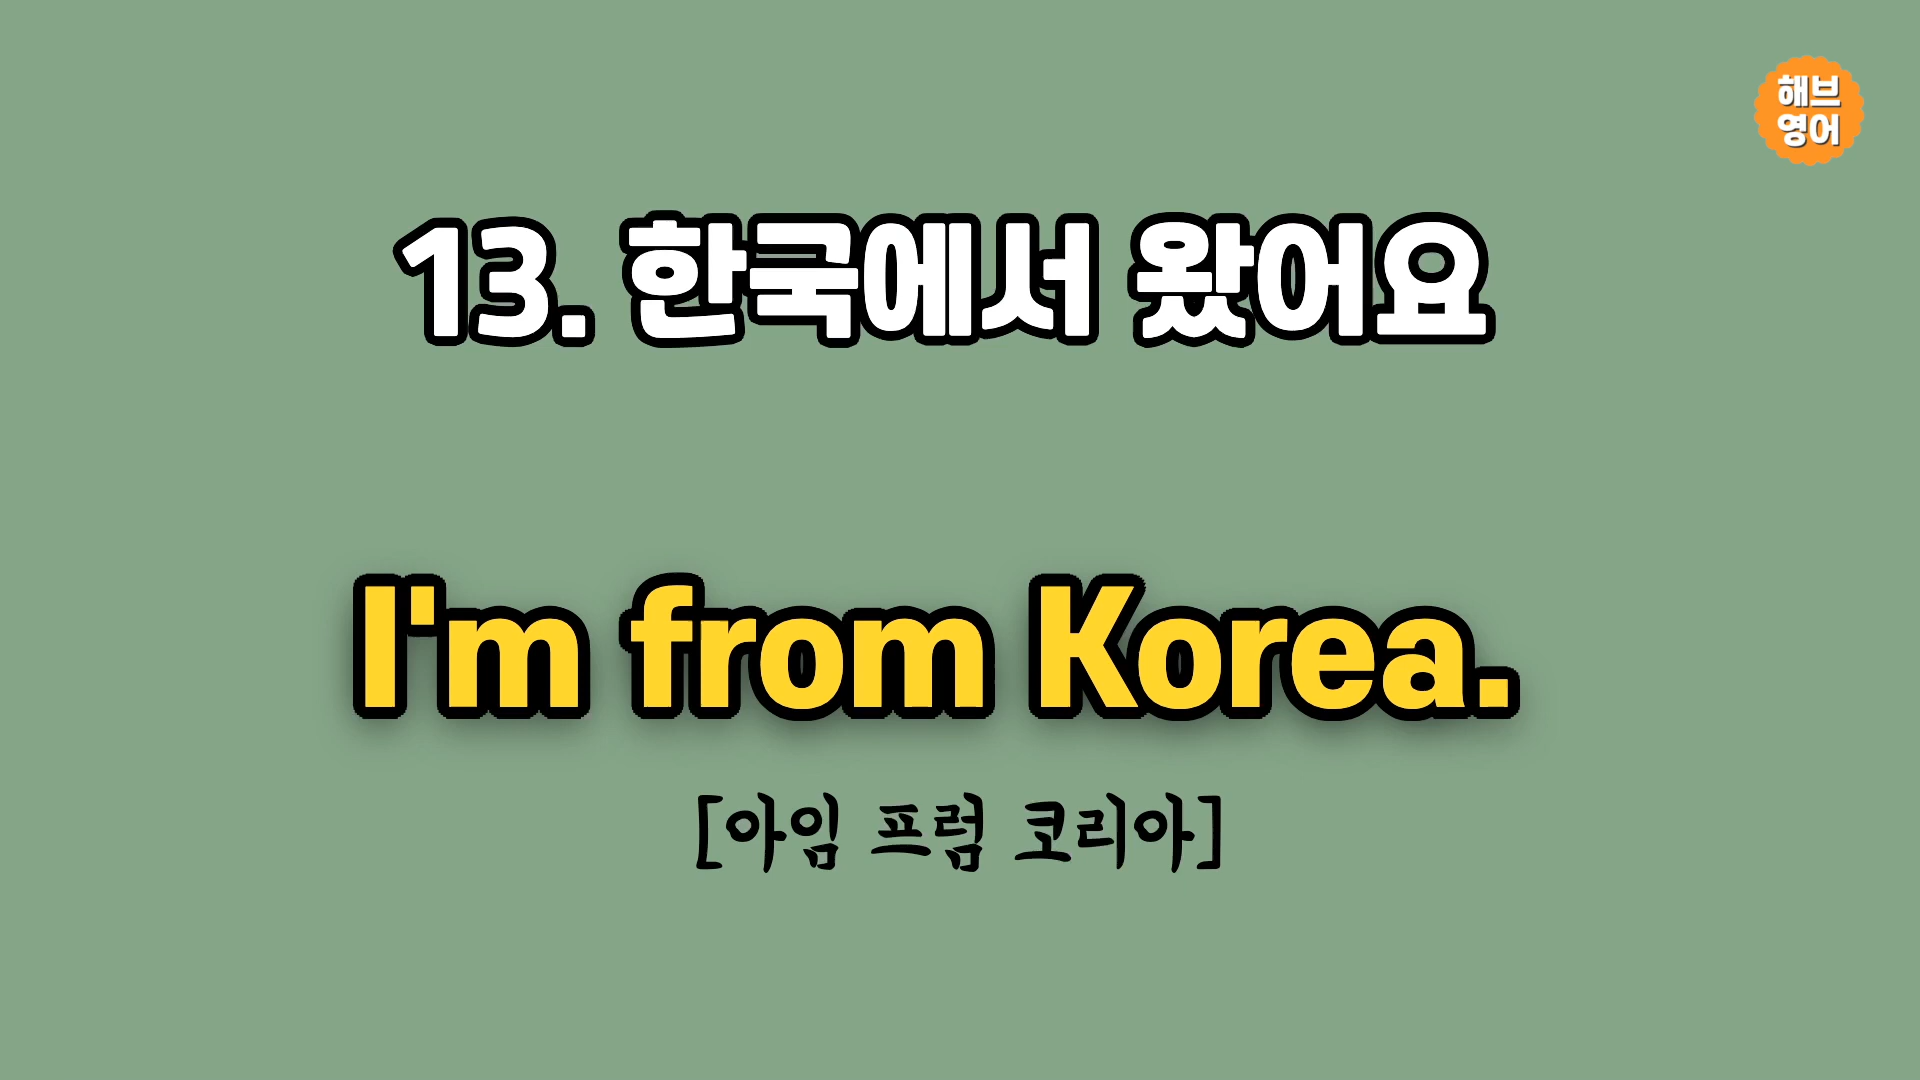 해브
영어
13. 한국에서 왔어요
I'm from Korea.
[아임 프럼 코리아]